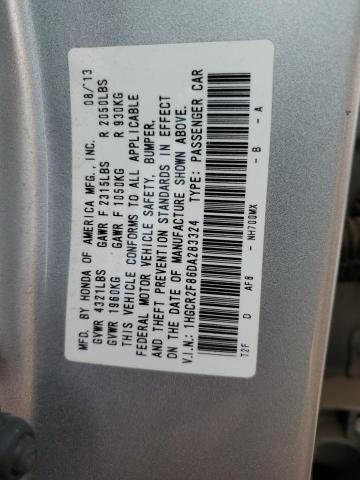 MFD. BY HONDA OF AMERICA MFG., INC. 08/'13
GVWR 4321LBS GAWR F 2315LBS R 2050LBS
GVWR 1960KG GAWR F 1050KG R 930KG
THIS VEHICLE CONFORMS TO ALL APPLICABLE
FEDERAL MOTOR VEHICLE SAFETY, BUMPER,
AND THEFT PREVENTION STANDARDS IN EFFECT
ON THE DATE OF MANUFACTURE SHOWN ABOVE.
V.I.N.: 1HGCR2F86DA283324 TYPE: PASSENGER CAR
T2F D AF8 - NH700MX - B - A